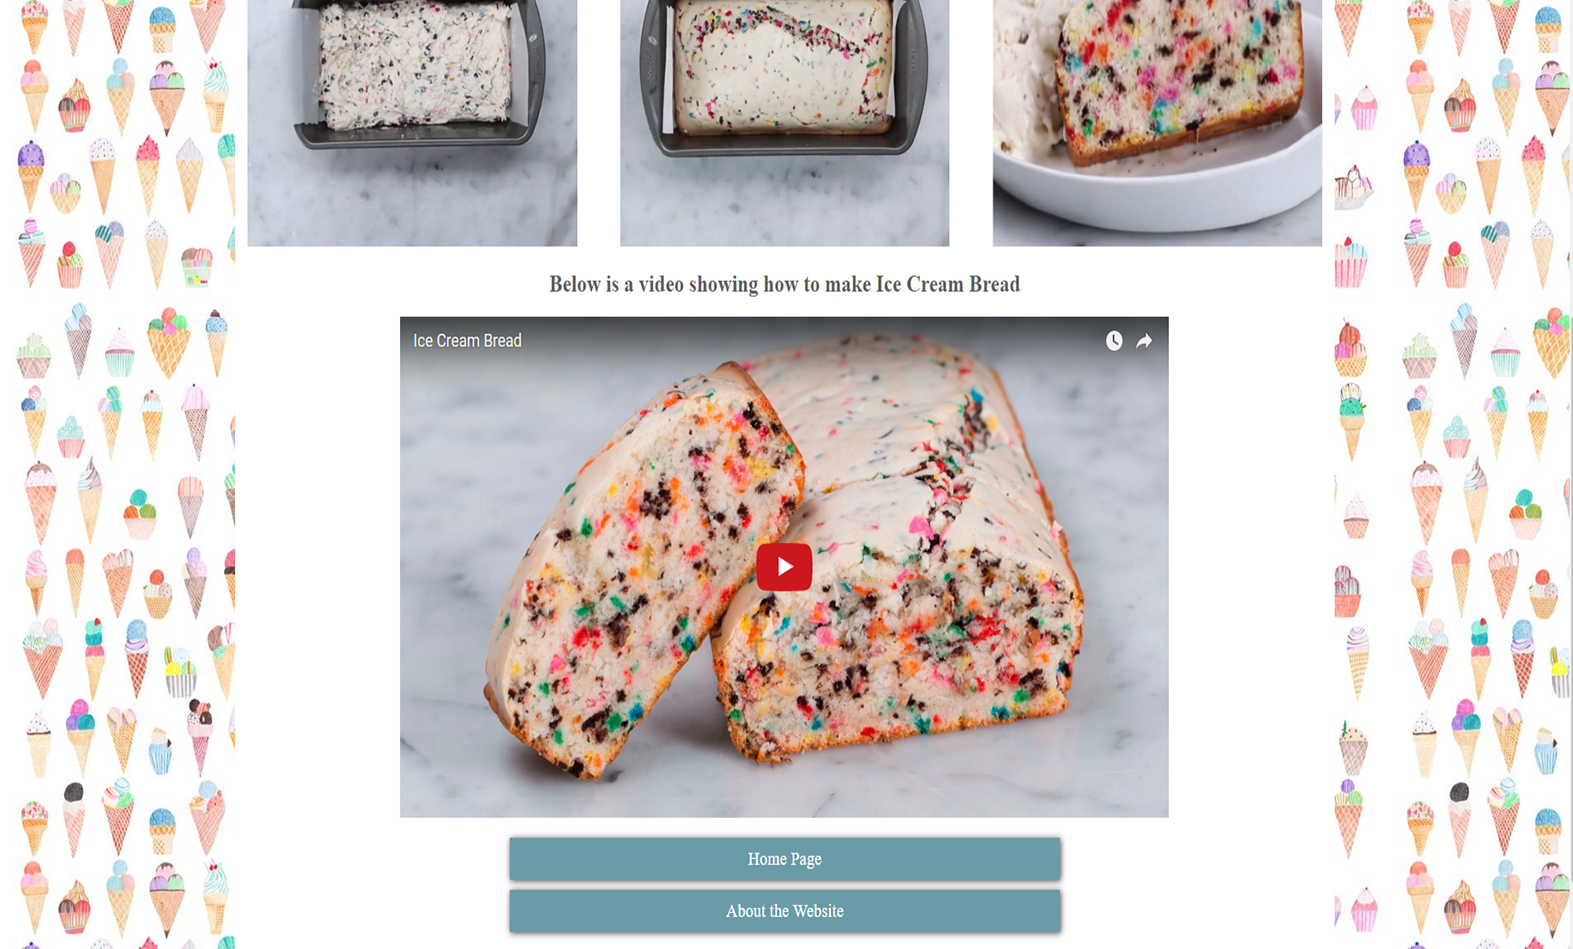 Below is a video showing how to make Ice Cream Bread
Ice Cream Bread
Home Page
About the Website